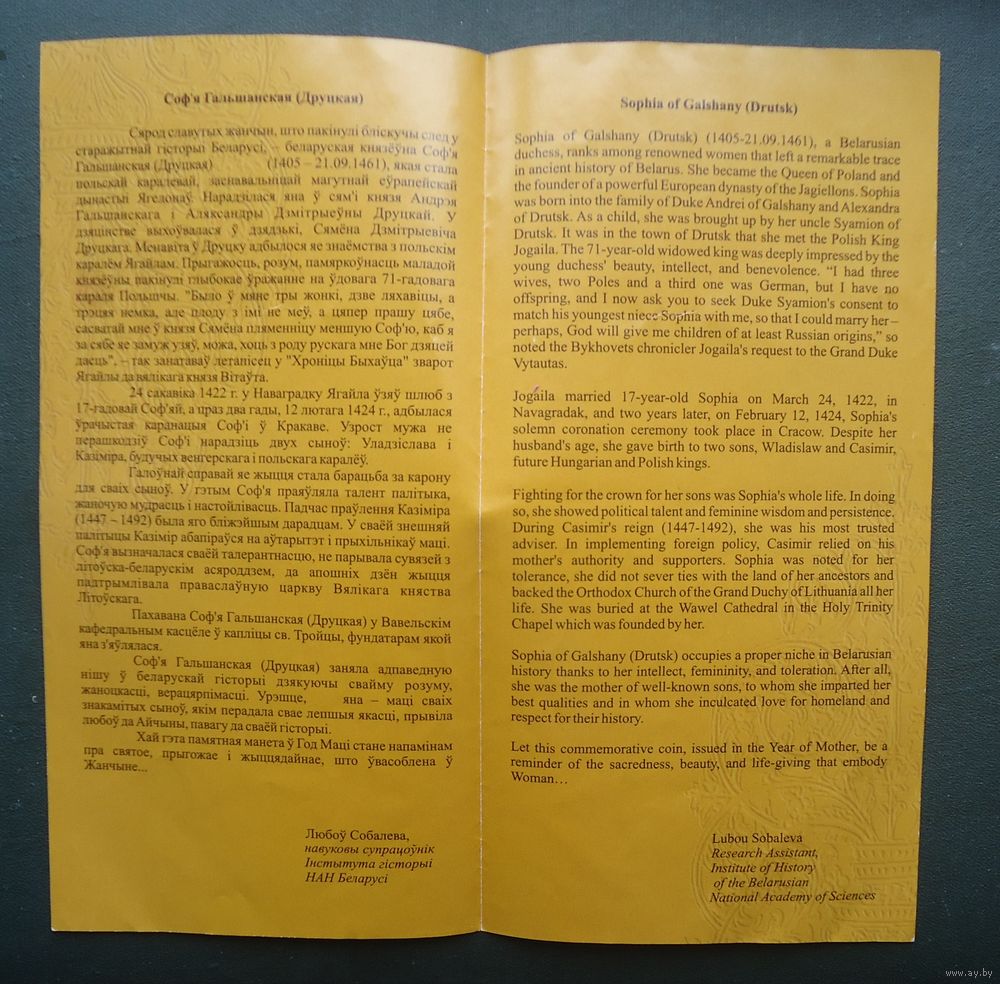 Соф'я Гальшанская (Друцкая)
Сярод славутых жанчын, што пакінулі бліскучы след у
старажытнай гісторыі Беларусі, – беларуская князёўна Соф'я
Гальшанская (Друцкая) (1405 – 21.09.1461), якая стала
польскай каралевай, заснавальніцай магутнай еўрапейскай
дынастыі Ягелонаў. Нарадзілася яна ў сям'і князя Андрэя
Гальшанскага і Аляксандры Дзмітрыеўны Друцкай. У
дзяцінстве выхоўвалася ў дзядзькі, Сямёна Дзмітрыевіча
Друцкага. Менавіта ў Друцку адбылося яе знаёмства з польскім
каралём Ягайлам. Прыгажосць, розум, памяркоўнасць маладой
князёўны пакінулі глыбокае ўражанне на ўдовага 71-гадовага
караля Польшчы. "Было ў мяне тры жонкі, дзве ляхавіцы, а
трэцяя немка, але плоду з імі не меў, а цяпер прашу цябе,
сасватай мне ў князя Сямёна пляменніцу меншую Соф'ю, каб я
за сябе яе замуж узяў, можа, хоць з роду рускага мне Бог дзяцей
дасць", – так занатаваў летапісец у "Хроніцы Быхаўца" зварот
Ягайлы да вялікага князя Вітаўта.
24 сакавіка 1422 г. у Наваградку Ягайла ўзяў шлюб з
17-гадовай Соф'яй, а праз два гады, 12 лютага 1424 г., адбылася
ўрачыстая каранацыя Соф'і ў Кракаве. Узрост мужа не
перашкодзіў Соф'і нарадзіць двух сыноў: Уладзіслава і
Казіміра, будучых венгерскага і польскага каралёў.
Галоўнай справай яе жыцця стала барацьба за карону
для сваіх сыноў. У гэтым Соф'я праяўляла талент палітыка,
жаночую мудрасць і настойлівасць. Падчас праўлення Казіміра
(1447 – 1492) была яго бліжэйшым дарадцам. У сваёй знешняй
палітыцы Казімір абапіраўся на аўтарытэт і прыхільнікаў маці.
Соф'я вызначалася сваёй талерантнасцю, не парывала сувязей з
літоўска-беларускім асяроддзем, да апошніх дзён жыцця
падтрымлівала праваслаўную царкву Вялікага княства
Літоўскага.
Пахавана Соф'я Гальшанская (Друцкая) у Вавельскім
кафедральным касцёле ў капліцы св. Тройцы, фундатарам якой
яна з'яўлялася.
Соф'я Гальшанская (Друцкая) заняла адпаведную
нішу ў беларускай гісторыі дзякуючы свайму розуму,
жаноцкасці, верацярпімасці. Урэшце, яна – маці сваіх
знакамітых сыноў, якім перадала свае лепшыя якасці, прывіла
любоў да Айчыны, павагу да сваёй гісторыі.
Хай гэта памятная манета ў Год Маці стане напамінам
пра святое, прыгожае і жыццядайнае, што ўвасоблена ў
Жанчыне...
Любоў Собалева,
навуковы супрацоўнік
Інстытута гісторыі
НАН Беларусі
Sophia of Galshany (Drutsk)
Sophia of Galshany (Drutsk) (1405-21.09.1461), a Belarusian
duchess, ranks among renowned women that left a remarkable trace
in ancient history of Belarus. She became the Queen of Poland and
the founder of a powerful European dynasty of the Jagiellons. Sophia
was born into the family of Duke Andrei of Galshany and Alexandra
of Drutsk. As a child, she was brought up by her uncle Syamion of
Drutsk. It was in the town of Drutsk that she met the Polish King
Jogaila. The 71-year-old widowed king was deeply impressed by the
young duchess' beauty, intellect, and benevolence. “I had three
wives, two Poles and a third one was German, but I have no
offspring, and I now ask you to seek Duke Syamion's consent to
match his youngest niece Sophia with me, so that I could marry her –
perhaps, God will give me children of at least Russian origins,” so
noted the Bykhovets chronicler Jogaila's request to the Grand Duke
Vytautas.
Jogaila married 17-year-old Sophia on March 24, 1422, in
Navagradak, and two years later, on February 12, 1424, Sophia's
solemn coronation ceremony took place in Cracow. Despite her
husband's age, she gave birth to two sons, Wladislaw and Casimir,
future Hungarian and Polish kings.
Fighting for the crown for her sons was Sophia's whole life. In doing
so, she showed political talent and feminine wisdom and persistence.
During Casimir's reign (1447-1492), she was his most trusted
adviser. In implementing foreign policy, Casimir relied on his
mother's authority and supporters. Sophia was noted for her
tolerance, she did not sever ties with the land of her ancestors and
backed the Orthodox Church of the Grand Duchy of Lithuania all her
life. She was buried at the Wawel Cathedral in the Holy Trinity
Chapel which was founded by her.
Sophia of Galshany (Drutsk) occupies a proper niche in Belarusian
history thanks to her intellect, femininity, and toleration. After all,
she was the mother of well-known sons, to whom she imparted her
best qualities and in whom she inculcated love for homeland and
respect for their history.
Let this commemorative coin, issued in the Year of Mother, be a
reminder of the sacredness, beauty, and life-giving that embody
Woman…
Lubou Sobaleva
Research Assistant,
Institute of History
of the Belarusian
National Academy of Sciences
www.ay.by